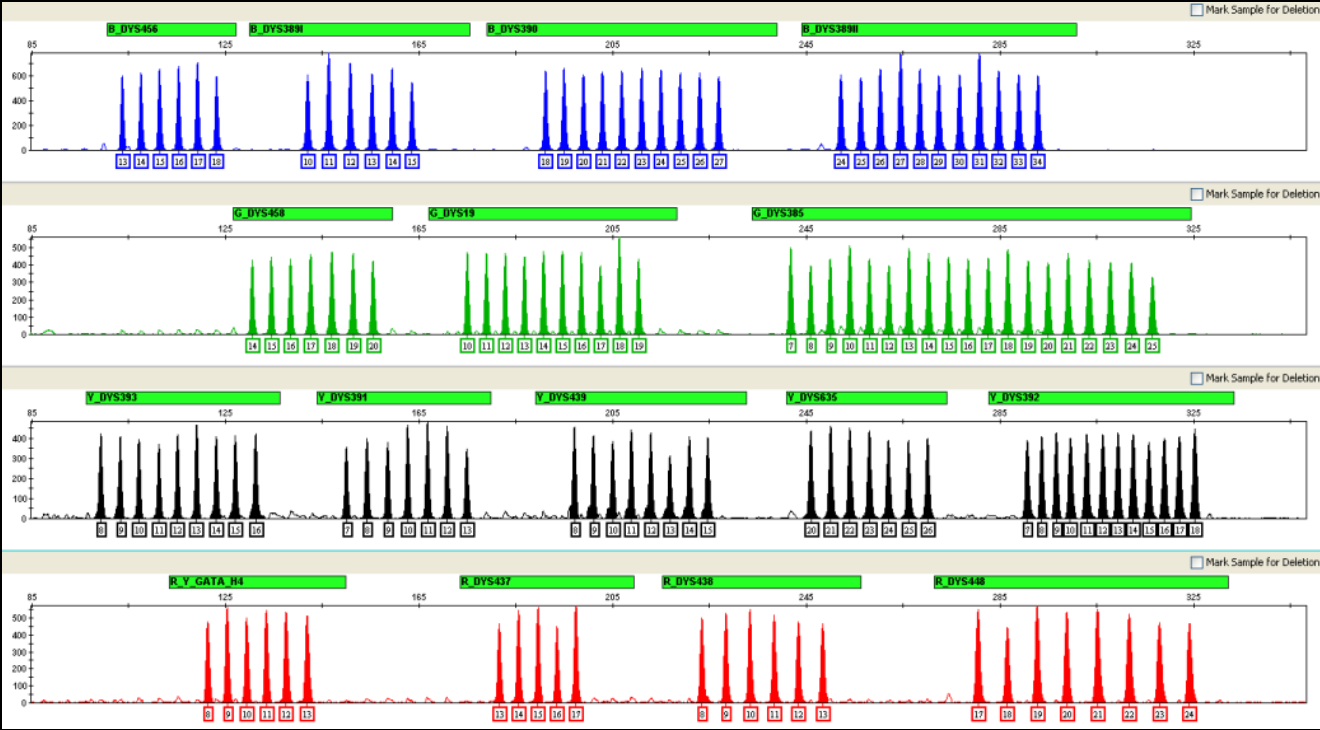 Mark Sample for Deletion
B_DYS456 B_DYS389I B_DYS390 B_DYS389II
85 125 165 205 245 285 325
600
400
200
0
13 14 15 16 17 18 10 11 12 13 14 15 18 19 20 21 22 23 24 25 26 27 24 25 26 27 28 29 30 31 32 33 34
Mark Sample for Deletion
G_DYS458 G_DYS19 G_DYS385
85 125 165 205 245 285 325
500
400
300
200
100
0
14 15 16 17 18 19 20 10 11 12 13 14 15 16 17 18 19 7 8 9 10 11 12 13 14 15 16 17 18 19 20 21 22 23 24 25
Mark Sample for Deletion
Y_DYS393 Y_DYS391 Y_DYS439 Y_DYS635 Y_DYS392
85 125 165 205 245 285 325
400
300
200
100
0
8 9 10 11 12 13 14 15 16 7 8 9 10 11 12 13 8 9 10 11 12 13 14 15 20 21 22 23 24 25 26 7 8 9 10 11 12 13 14 15 16 17 18
Mark Sample for Deletion
R_Y_GATA_H4 R_DYS437 R_DYS438 R_DYS448
85 125 165 205 245 285 325
500
400
300
200
100
0
8 9 10 11 12 13 13 14 15 16 17 8 9 10 11 12 13 17 18 19 20 21 22 23 24